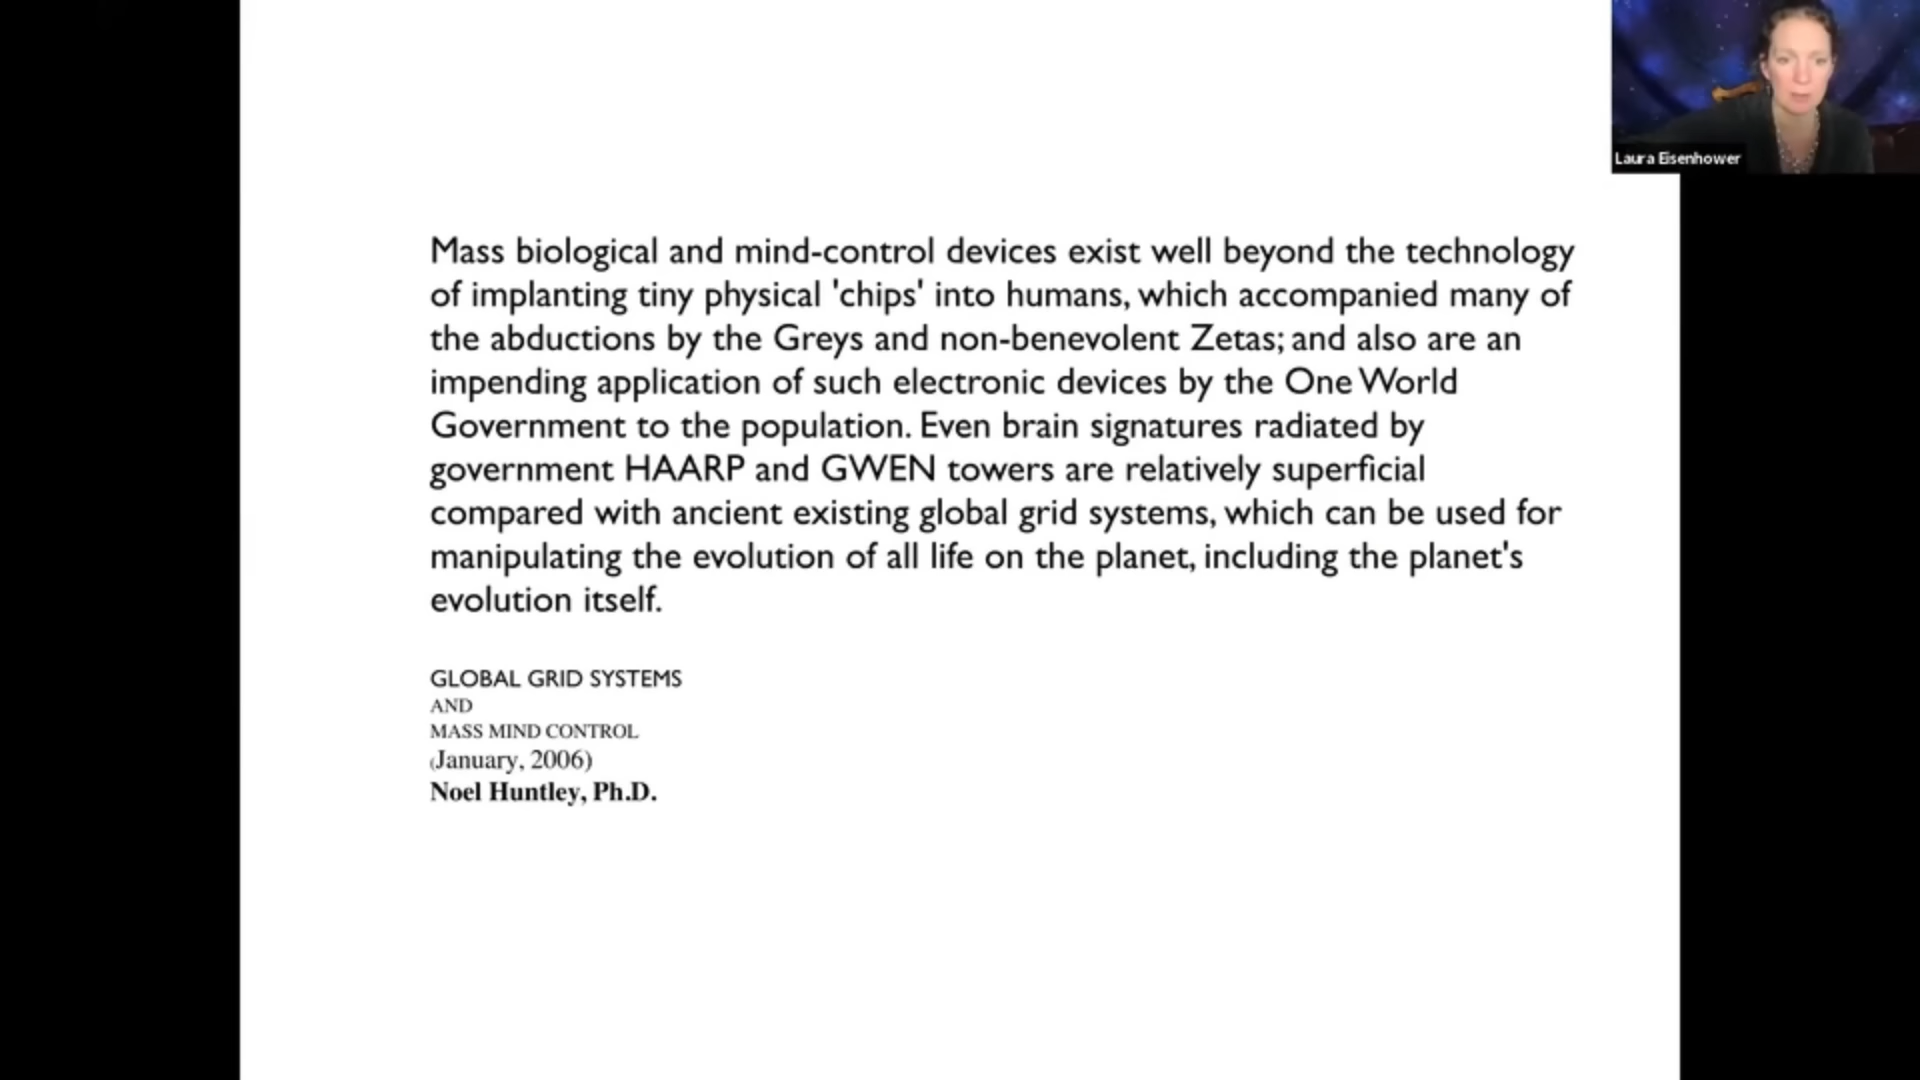 Laura Eisenhower
Mass biological and mind-control devices exist well beyond the technology
of implanting tiny physical 'chips' into humans, which accompanied many of
the abductions by the Greys and non-benevolent Zetas; and also are an
impending application of such electronic devices by the One World
Government to the population. Even brain signatures radiated by
government HAARP and GWEN towers are relatively superficial
compared with ancient existing global grid systems, which can be used for
manipulating the evolution of all life on the planet, including the planet's
evolution itself.
GLOBAL GRID SYSTEMS
AND
MASS MIND CONTROL
(January, 2006)
Noel Huntley, Ph.D.